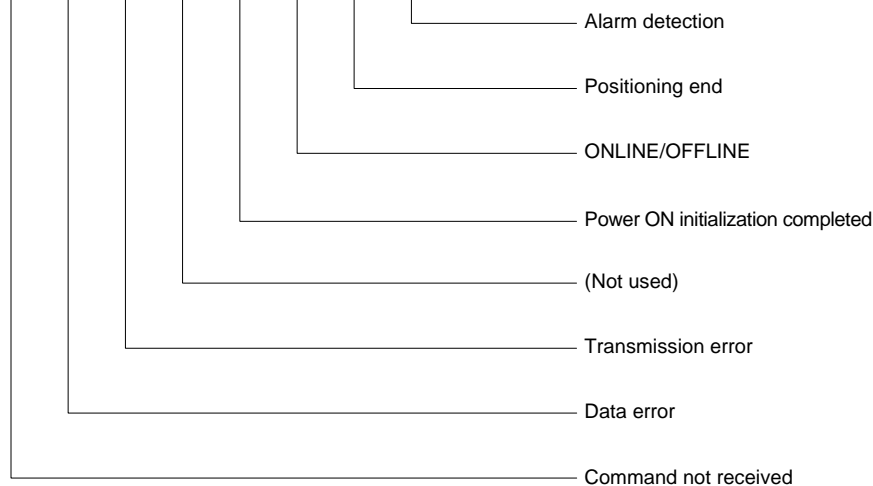 Alarm detection
Positioning end
ONLINE/OFFLINE
Power ON initialization completed
(Not used)
Transmission error
Data error
Command not received